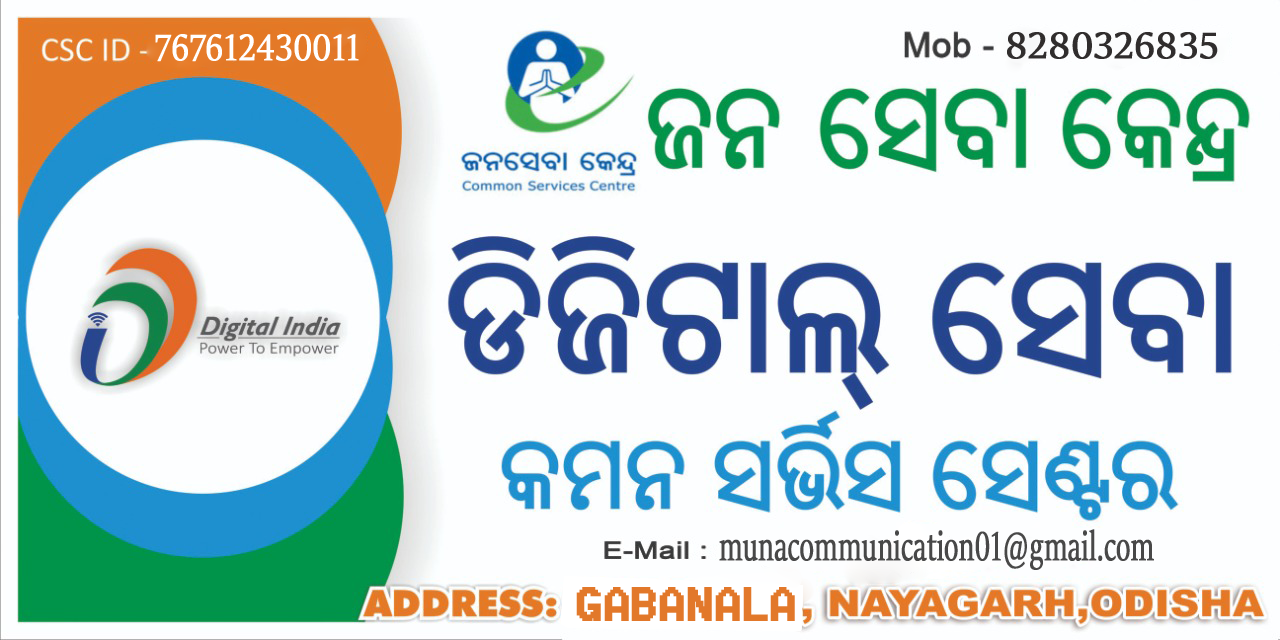 CSC ID - 767612430011
Mob - 8280326835
ଜନସେବା କେନ୍ଦ୍ର
Common Services Centre
ଜନ ସେବା କେନ୍ଦ୍ର
Digital India
Power To Empower
ଡିଜିଟାଲ୍ ସେବା
କମନ ସର୍ଭିସ ସେଣ୍ଟର
E-Mail : munacommunication01@gmail.com
ADDRESS: GABANALA, NAYAGARH,ODISHA